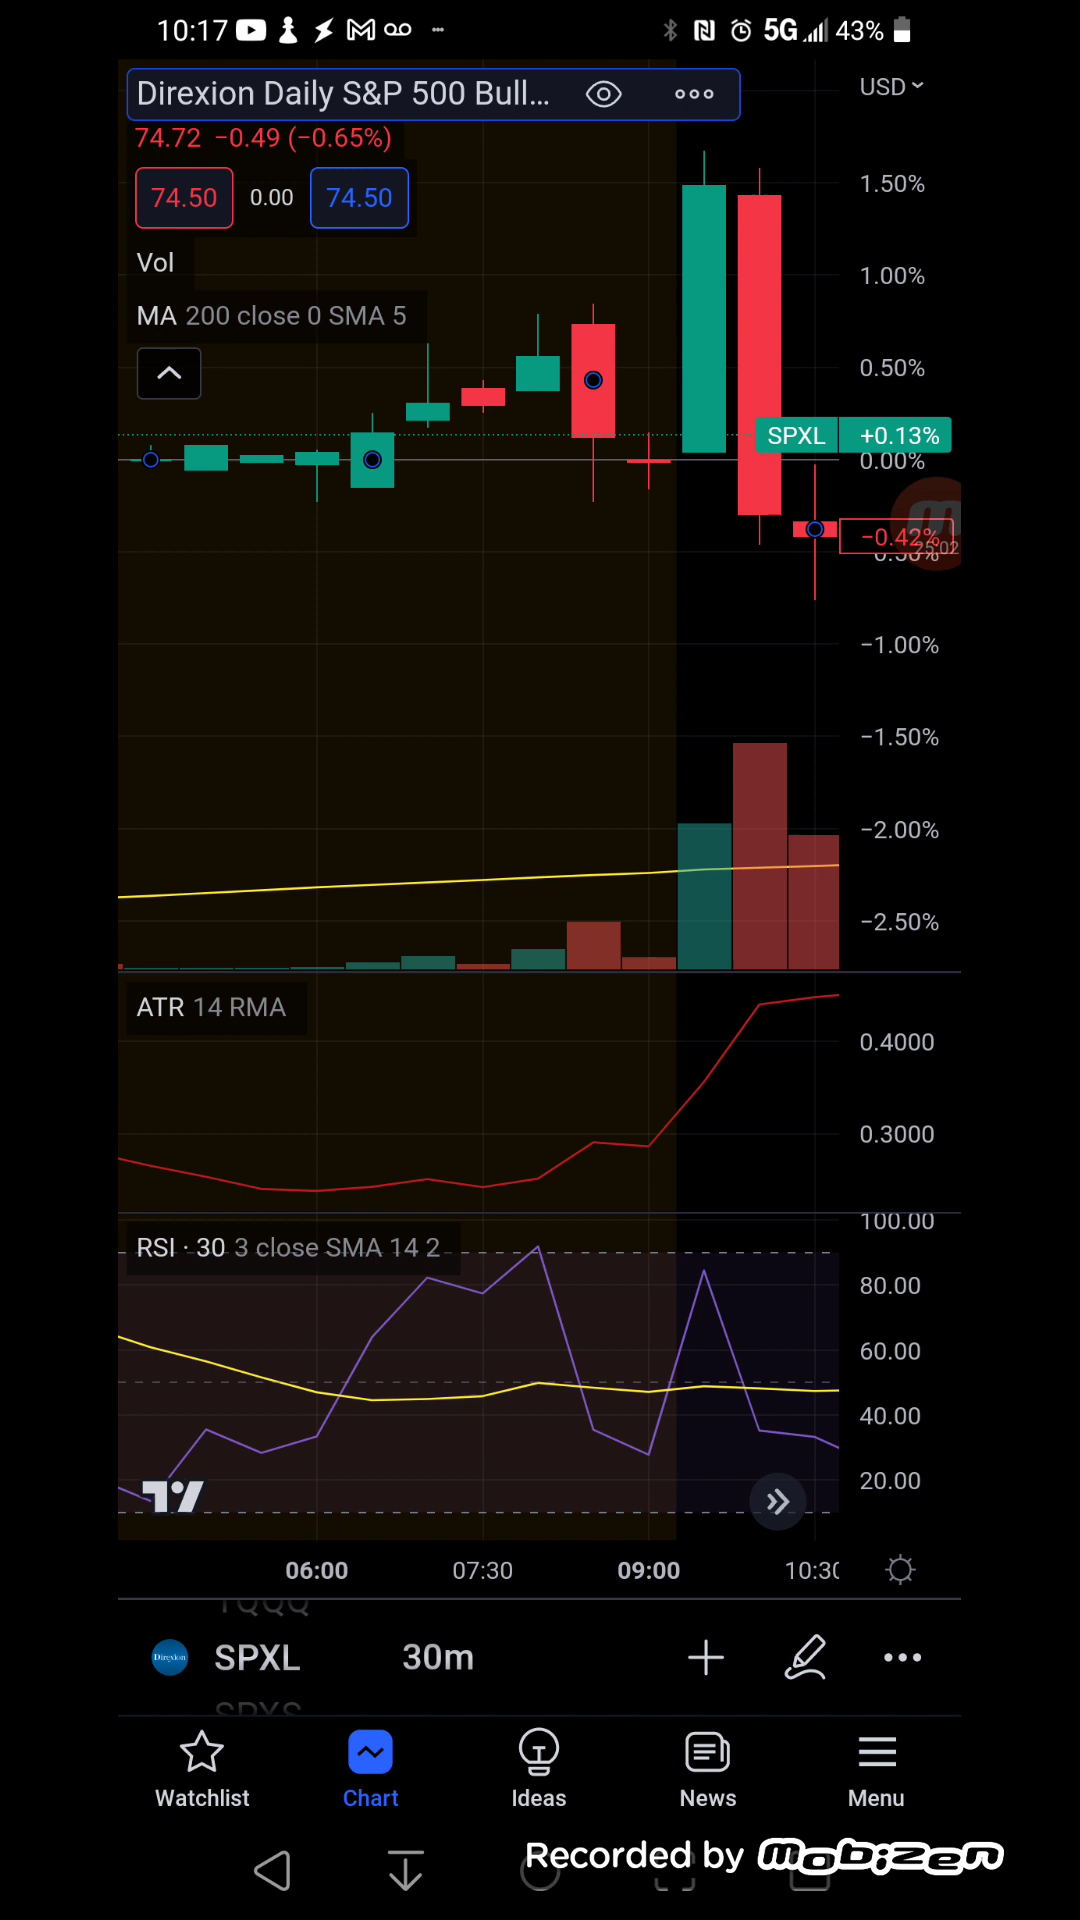 10:17
5G 43%
Direxion Daily S&P 500 Bull...
USD
74.72 −0.49 (−0.65%)
74.50 0.00 74.50
Vol
MA 200 close 0 SMA 5
1.50%
1.00%
0.50%
SPXL +0.13%
0.00%
−0.42%
−1.00%
−1.50%
−2.00%
−2.50%
ATR 14 RMA
0.4000
0.3000
RSI · 30 3 close SMA 14 2
100.00
80.00
60.00
40.00
20.00
06:00 07:30 09:00 10:30
TQQQ
Direxion SPXL 30m
Watchlist Chart Ideas News Menu
Recorded by mobizen